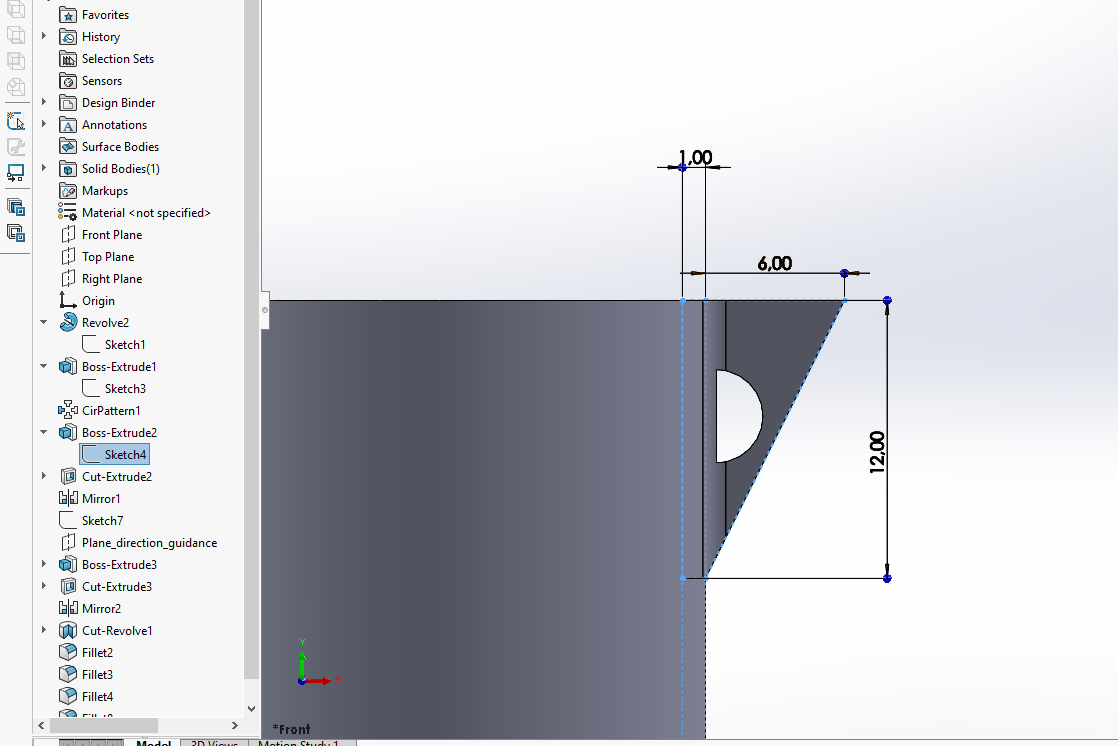 Favorites
History
Selection Sets
Sensors
Design Binder
Annotations
Surface Bodies
Solid Bodies(1)
Markups
Material <not specified>
Front Plane
Top Plane
Right Plane
Origin
Revolve2
Sketch1
Boss-Extrude1
Sketch3
CirPattern1
Boss-Extrude2
Sketch4
Cut-Extrude2
Mirror1
Sketch7
Plane_direction_guidance
Boss-Extrude3
Cut-Extrude3
Mirror2
Cut-Revolve1
Fillet2
Fillet3
Fillet4
1,00
6,00
12,00
Y
X
*Front
Model
3D Views
Motion Study 1